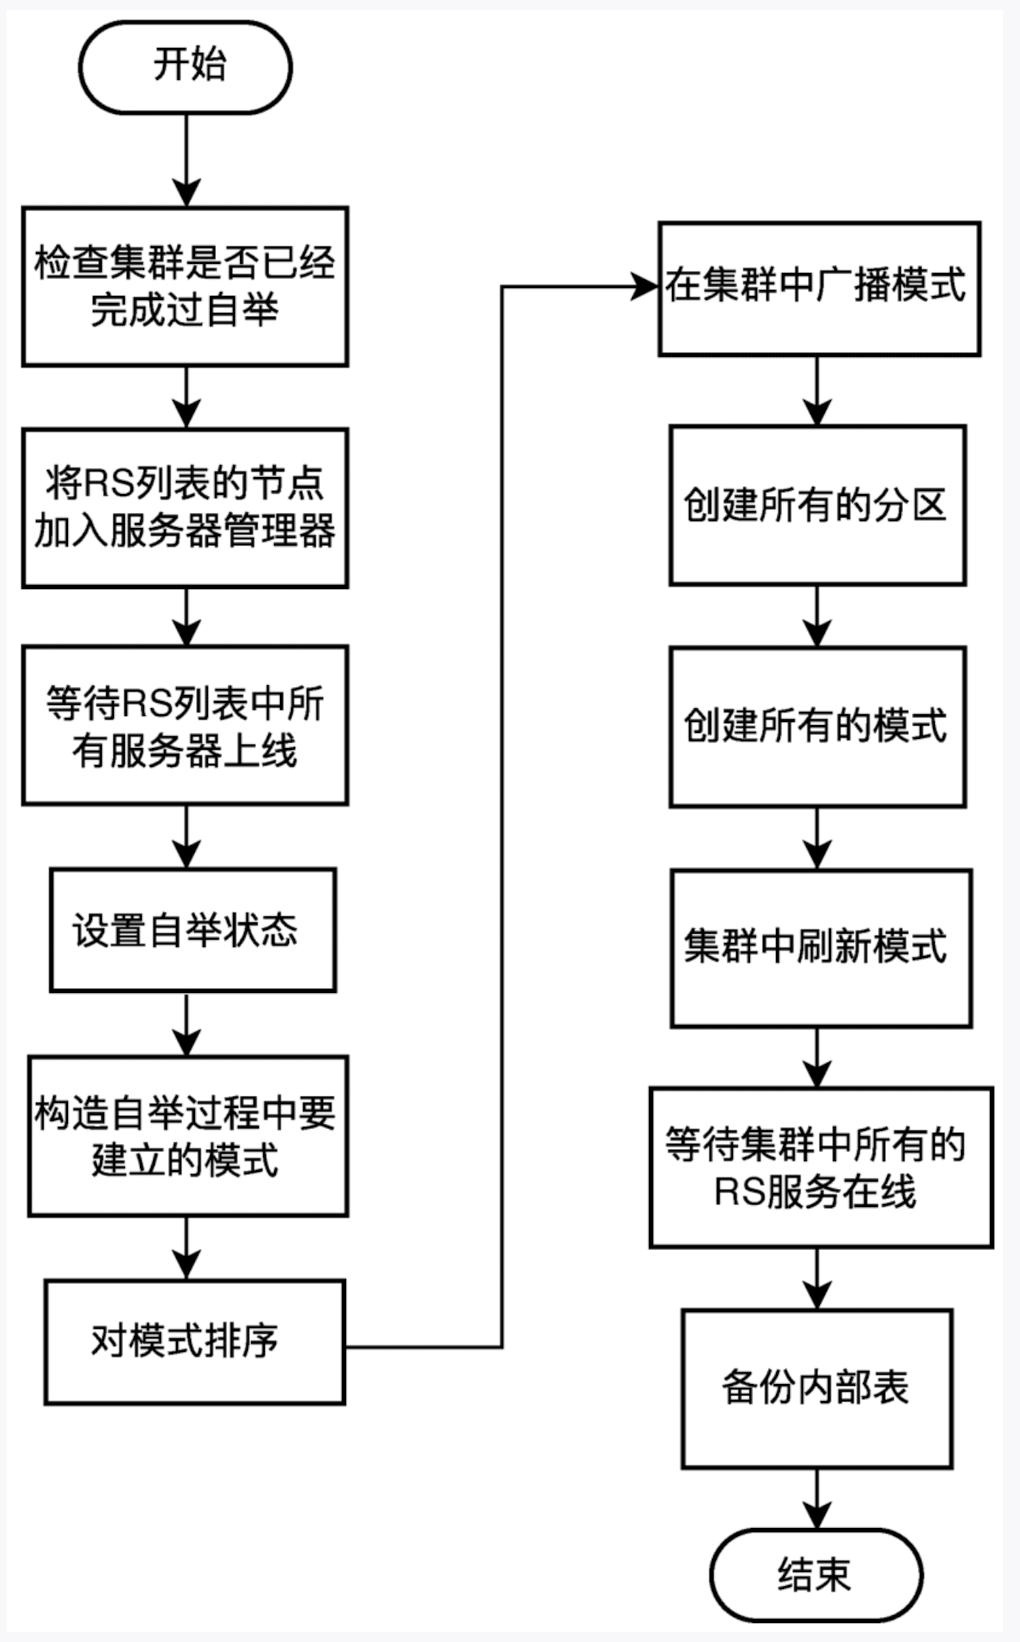 开始
检查集群是否已经
完成过自举
将RS列表的节点
加入服务器管理器
等待RS列表中所
有服务器上线
设置自举状态
构造自举过程中要
建立的模式
对模式排序
在集群中广播模式
创建所有的分区
创建所有的模式
集群中刷新模式
等待集群中所有的
RS服务在线
备份内部表
结束